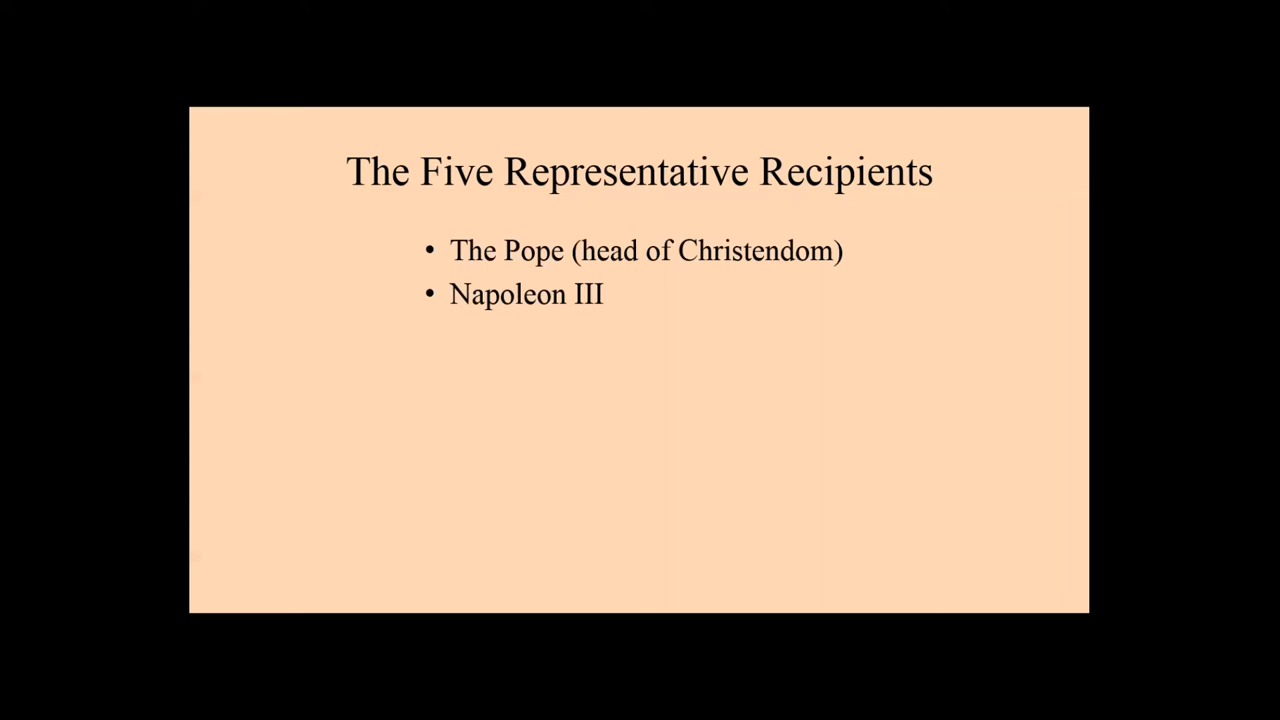 The Five Representative Recipients
• The Pope (head of Christendom)
• Napoleon III